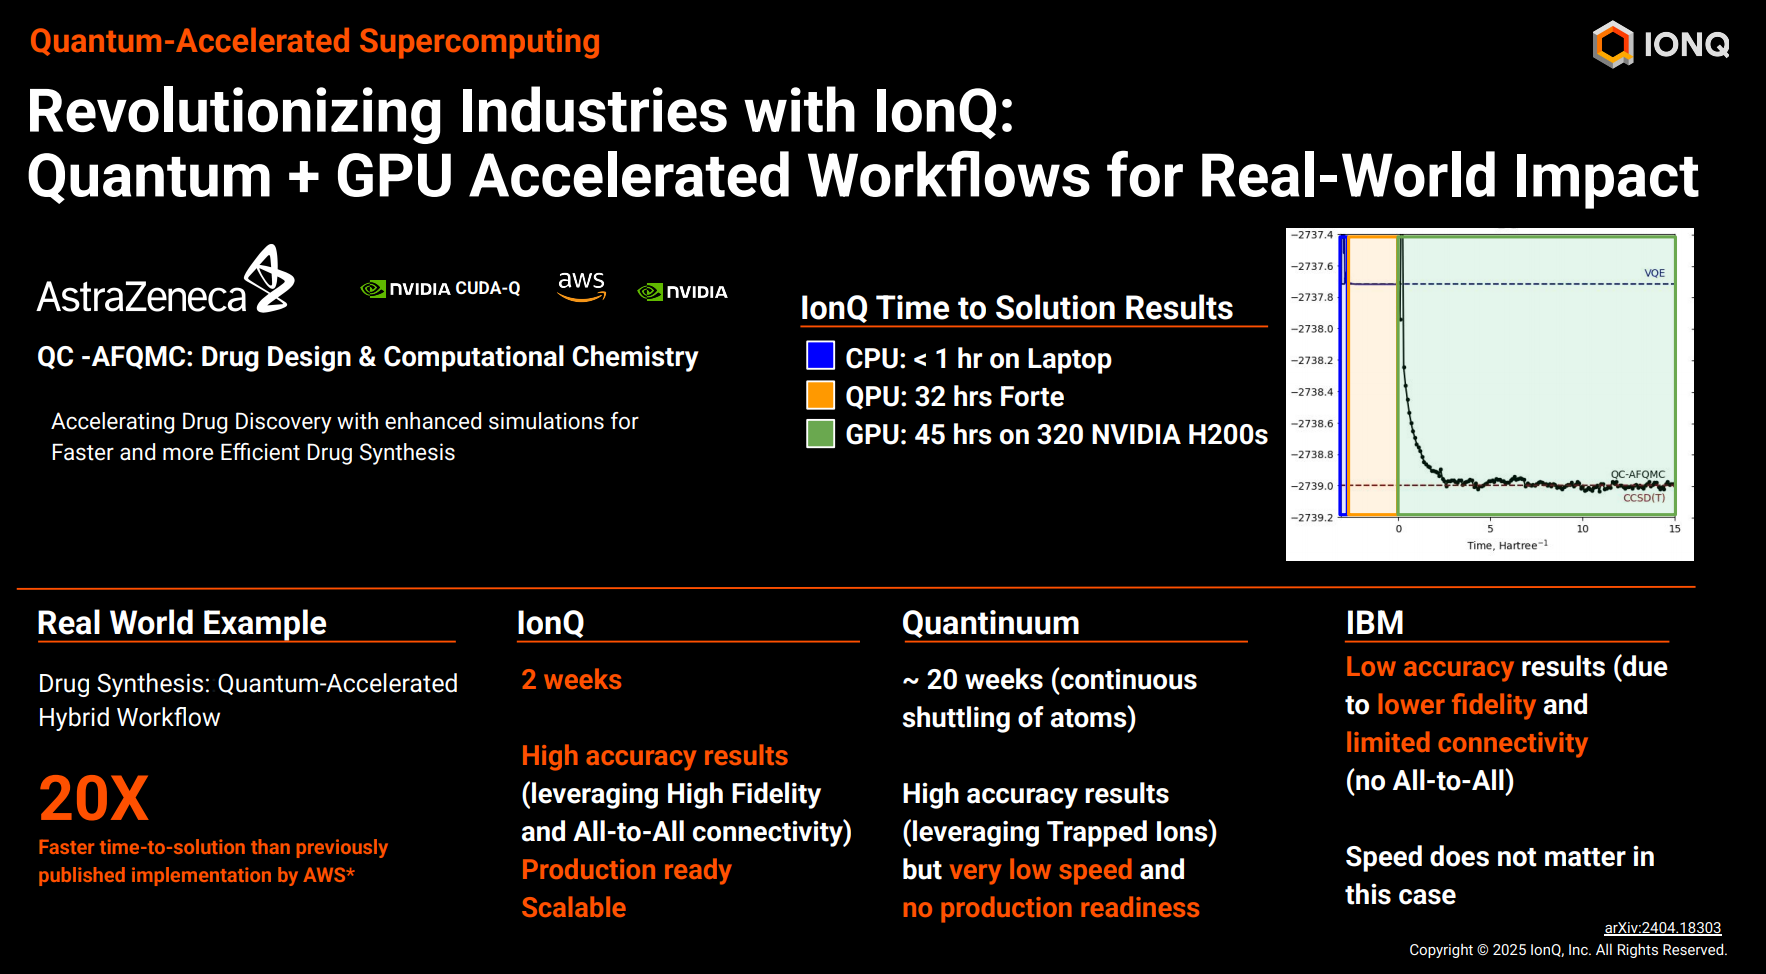 Quantum-Accelerated Supercomputing
IONQ
Revolutionizing Industries with IonQ:
Quantum + GPU Accelerated Workflows for Real-World Impact
AstraZeneca
NVIDIA CUDA-Q
aws
NVIDIA
QC -AFQMC: Drug Design & Computational Chemistry
Accelerating Drug Discovery with enhanced simulations for
Faster and more Efficient Drug Synthesis
IonQ Time to Solution Results
CPU: < 1 hr on Laptop
QPU: 32 hrs Forte
GPU: 45 hrs on 320 NVIDIA H200s
−2737.4
−2737.6
−2737.8
−2738.0
−2738.2
−2738.4
−2738.6
−2738.8
−2739.0
−2739.2
VQE
QC-AFQMC
CCSD(T)
0 5 10 15
Time, Hartree⁻¹
Real World Example
Drug Synthesis: Quantum-Accelerated
Hybrid Workflow
20X
Faster time-to-solution than previously
published implementation by AWS*
IonQ
2 weeks
High accuracy results
(leveraging High Fidelity
and All-to-All connectivity)
Production ready
Scalable
Quantinuum
~ 20 weeks (continuous
shuttling of atoms)
High accuracy results
(leveraging Trapped Ions)
but very low speed and
no production readiness
IBM
Low accuracy results (due
to lower fidelity and
limited connectivity
(no All-to-All)
Speed does not matter in
this case
arXiv:2404.18303
Copyright © 2025 IonQ, Inc. All Rights Reserved.